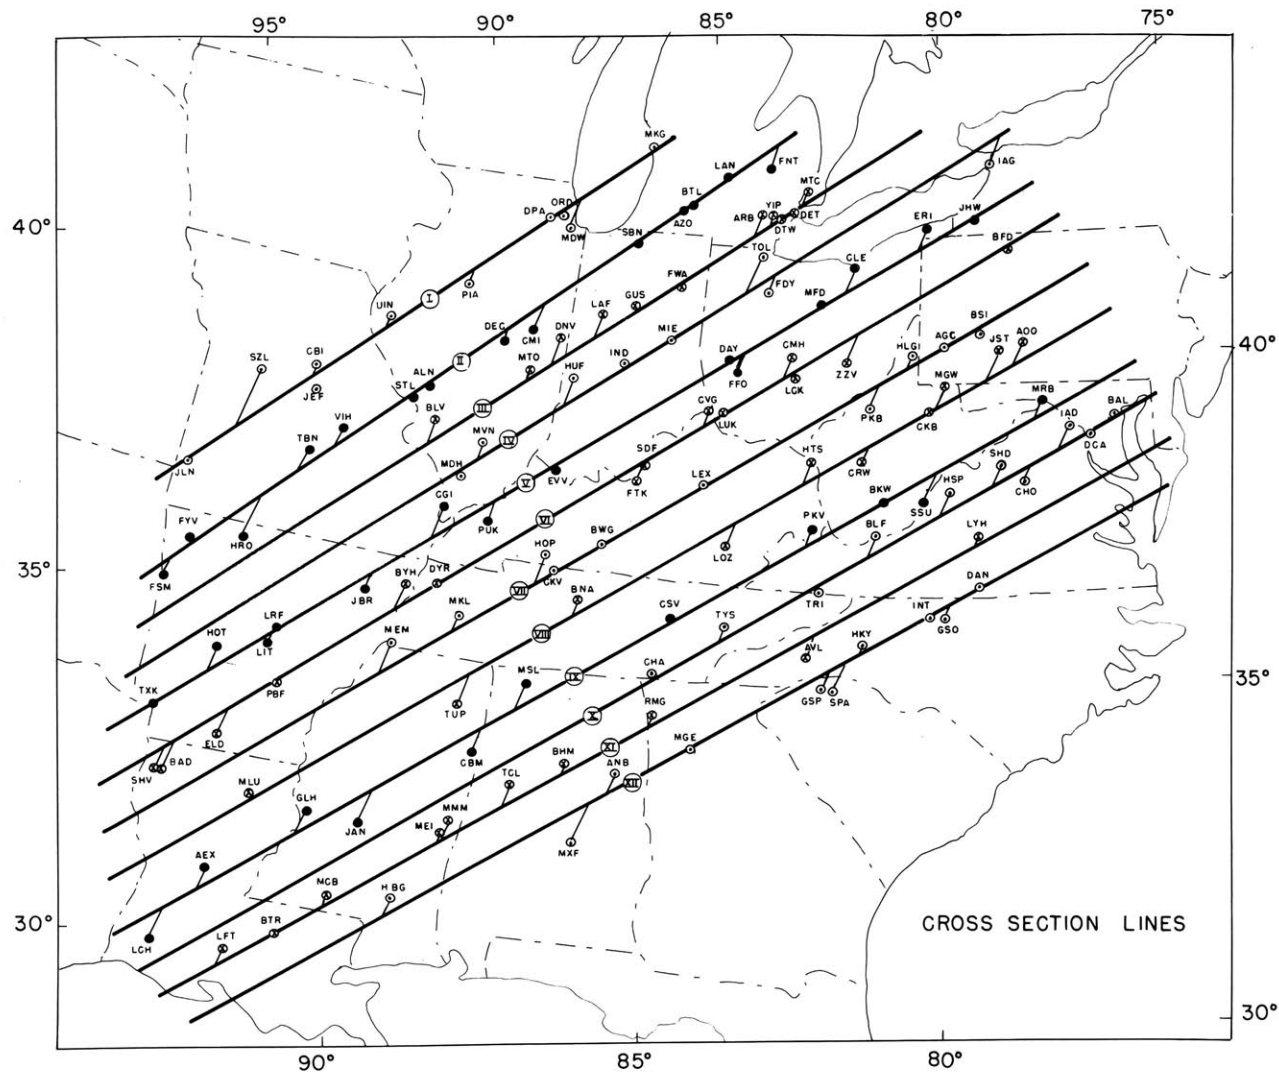 95° 90° 85° 80° 75°
MKG
LAN FNT
IAG
DPA ORD
MDW
BTL
AZO
MTC
ARB YIP DET
DTW
ERI JHW
40°
SBN
TOL
CLE
BFD
UIN PIA I
FWA
FDY
MFD
LAF GUS
DEC CMI DNV
MIE
HLGI AGC BSI
JST AOO
40°
SZL CBI
JEF
ALN
STL
II
MTO
HUF
IND
DAY
FFO
CMH
LCK
ZZV
MGW
MRB
BAL
VIH
TBN
BLV
III
CVG
LUK
PKB
CKB
IAD
DCA
JLN
MVN IV
MDH
SDF
FTK
HTS
CRW
SHD
CHO
FYV
HRO
CGI
V
EVV
LEX
BKW
SSU
HSP
PUK
VI
BWG
LOZ
PKV
BLF
LYH
35°
FSM
HOP
CKV
JBR
BYH DYR
VII
BNA
DAN
LRF
LIT
HOT
MKL
MEM
VIII
CSV
TYS
TRI
INT
GSO
TXK
PBF
MSL IX
CHA
AVL
HKY
35°
ELD
TUP
X
RMG
GSP SPA
SHV BAD
MLU
GLH
CBM
BHM
XI
ANB
MGE
TCL
XII
JAN
MEI MMM
MXF
AEX
MCB
HBG
30°
LCH
LFT
BTR
CROSS SECTION LINES
30°
90° 85° 80°